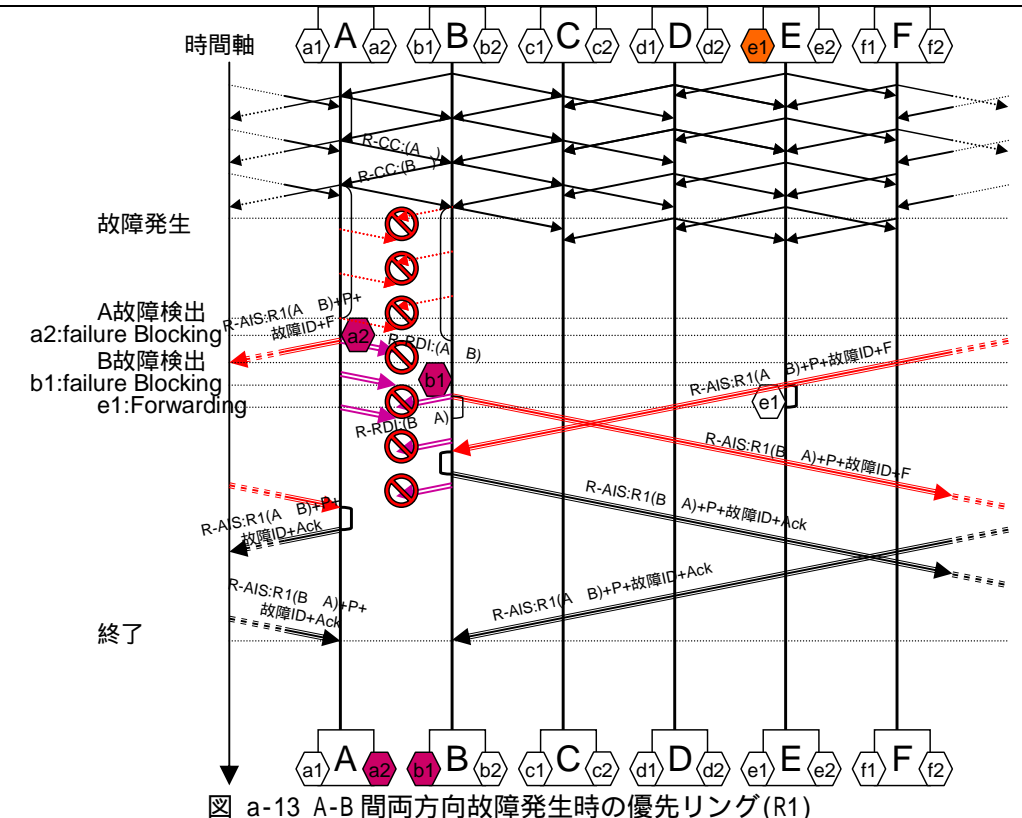 時間軸
a1 A a2 b1 B b2 c1 C c2 d1 D d2 e1 E e2 f1 F f2
R-CC:(A )
R-CC:(B )
故障発生
A故障検出
a2:failure Blocking
B故障検出
b1:failure Blocking
e1:Forwarding
R-AIS:R1(A B)+P+
故障ID+F
a2
R-RDI:(A B)
b1
R-AIS:R1(A B)+P+故障ID+F
e1
R-RDI:(B A)
R-AIS:R1(B A)+P+故障ID+F
R-AIS:R1(B A)+P+故障ID+Ack
R-AIS:R1(A B)+P+
故障ID+Ack
R-AIS:R1(A B)+P+故障ID+Ack
R-AIS:R1(B A)+P+
故障ID+Ack
終了
a1 A a2 b1 B b2 c1 C c2 d1 D d2 e1 E e2 f1 F f2
図 a-13 A-B間両方向故障発生時の優先リング(R1)